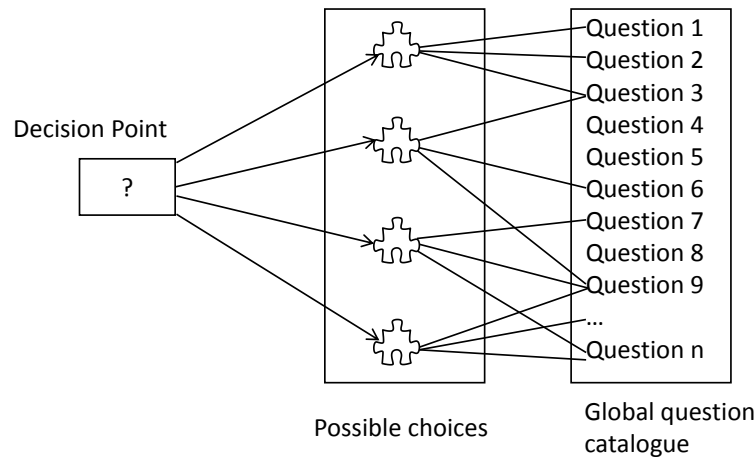 Decision Point
?
Possible choices
Question 1
Question 2
Question 3
Question 4
Question 5
Question 6
Question 7
Question 8
Question 9
...
Question n
Global question
catalogue